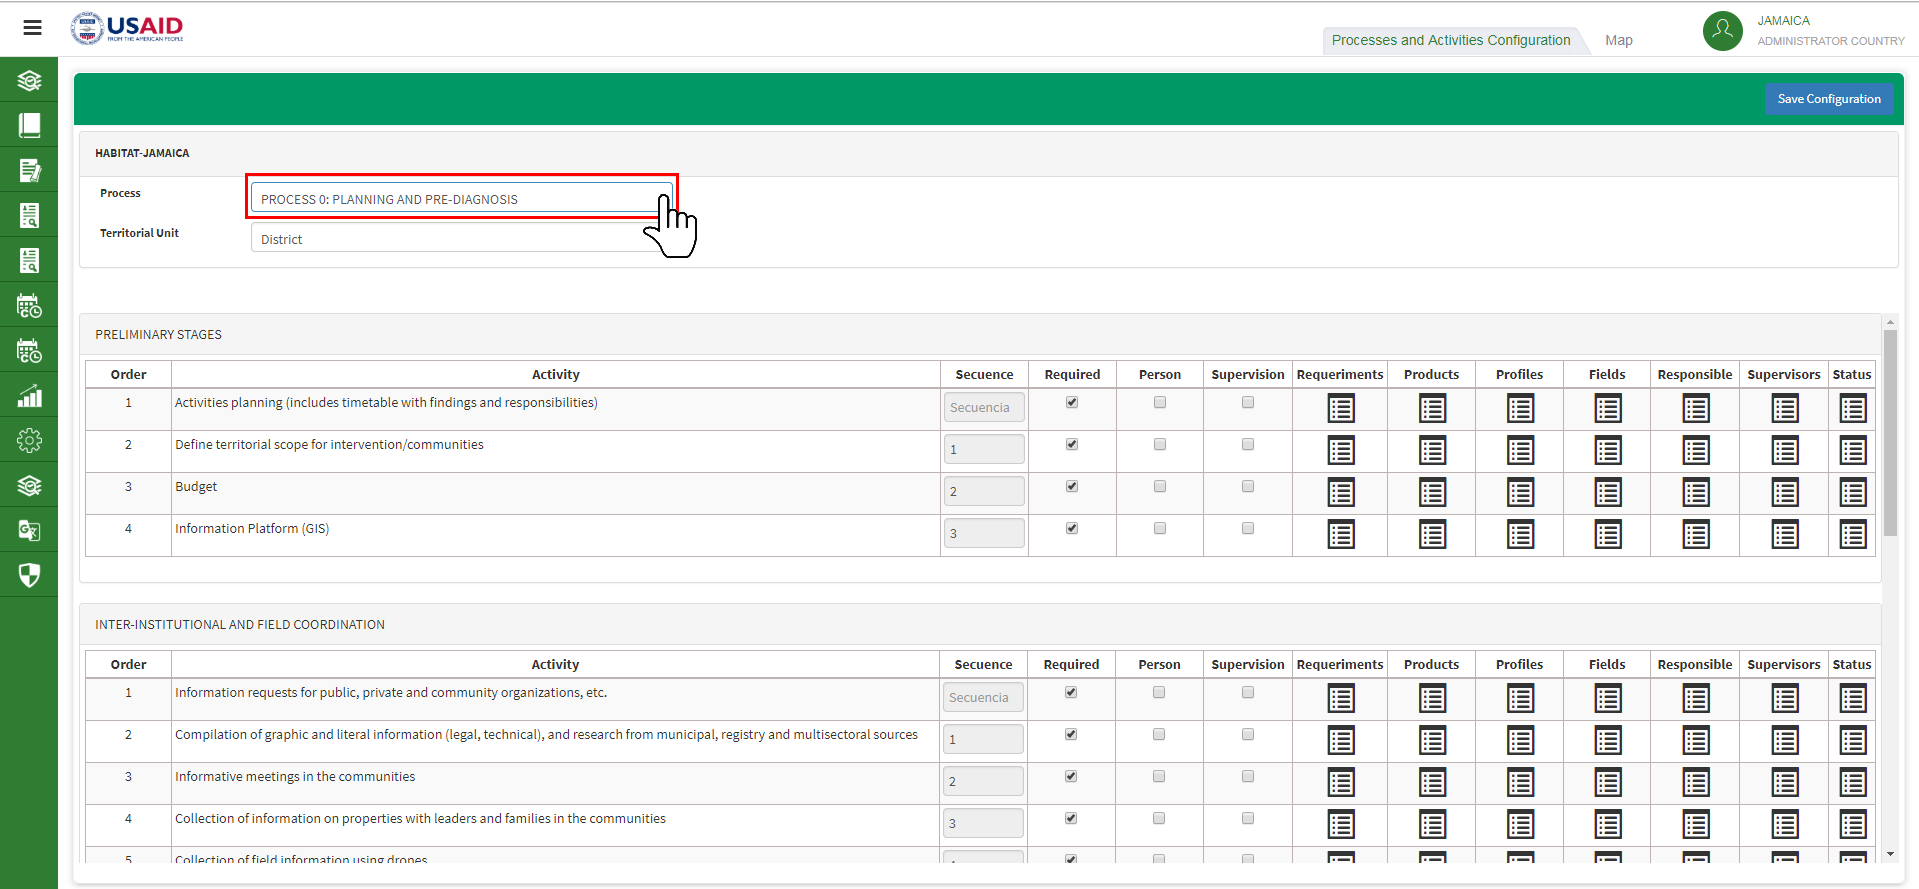 USAID
FROM THE AMERICAN PEOPLE
Processes and Activities Configuration
Map
JAMAICA
ADMINISTRATOR COUNTRY
Save Configuration
HABITAT-JAMAICA
Process PROCESS 0: PLANNING AND PRE-DIAGNOSIS
Territorial Unit District
PRELIMINARY STAGES
Order Activity Secuence Required Person Supervision Requeriments Products Profiles Fields Responsible Supervisors Status
1 Activities planning (includes timetable with findings and responsibilities) Secuencia
2 Define territorial scope for intervention/communities 1
3 Budget 2
4 Information Platform (GIS) 3
INTER-INSTITUTIONAL AND FIELD COORDINATION
Order Activity Secuence Required Person Supervision Requeriments Products Profiles Fields Responsible Supervisors Status
1 Information requests for public, private and community organizations, etc. Secuencia
2 Compilation of graphic and literal information (legal, technical), and research from municipal, registry and multisectoral sources 1
3 Informative meetings in the communities 2
4 Collection of information on properties with leaders and families in the communities 3
5 Collection of field information using drones